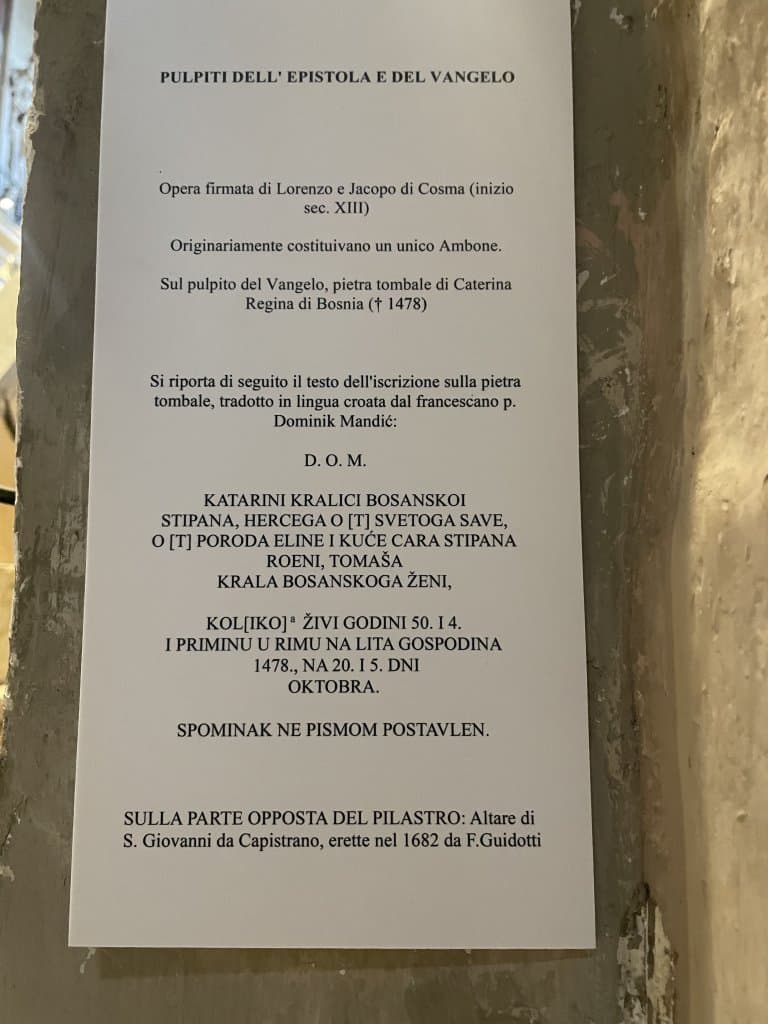 PULPITI DELL' EPISTOLA E DEL VANGELO
Opera firmata di Lorenzo e Jacopo di Cosma (inizio
sec. XIII)
Originariamente costituivano un unico Ambone.
Sul pulpito del Vangelo, pietra tombale di Caterina
Regina di Bosnia († 1478)
Si riporta di seguito il testo dell'iscrizione sulla pietra
tombale, tradotto in lingua croata dal francescano p.
Dominik Mandić:
D. O. M.
KATARINI KRALICI BOSANSKOI
STIPANA, HERCEGA O [T] SVETOGA SAVE,
O [T] PORODA ELINE I KUĆE CARA STIPANA
ROENI, TOMAŠA
KRALA BOSANSKOGA ŽENI,
KOL[IKO]ª ŽIVI GODINI 50. I 4.
I PRIMINU U RIMU NA LITA GOSPODINA
1478., NA 20. I 5. DNI
OKTOBRA.
SPOMINAK NE PISMOM POSTAVLEN.
SULLA PARTE OPPOSTA DEL PILASTRO: Altare di
S. Giovanni da Capistrano, erette nel 1682 da F.Guidotti